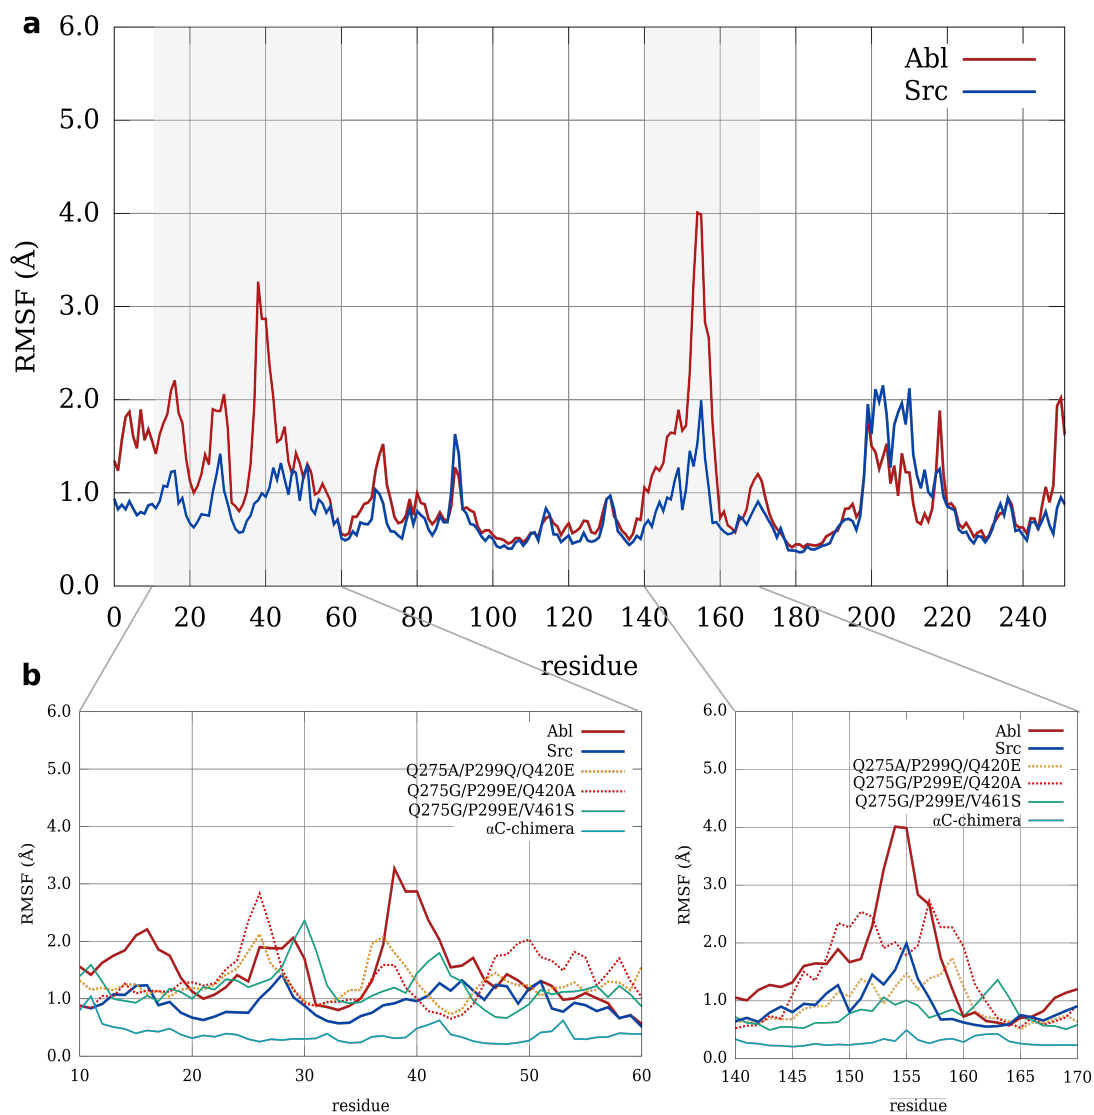 a
6.0
5.0
4.0
3.0
2.0
1.0
0.0
RMSF (Å)
Abl
Src
0 20 40 60 80 100 120 140 160 180 200 220 240
residue
b
6.0
5.0
4.0
3.0
2.0
1.0
0.0
RMSF (Å)
Abl
Src
Q275A/P299Q/Q420E
Q275G/P299E/Q420A
Q275G/P299E/V461S
αC-chimera
10 20 30 40 50 60
residue
6.0
5.0
4.0
3.0
2.0
1.0
0.0
RMSF (Å)
Abl
Src
Q275A/P299Q/Q420E
Q275G/P299E/Q420A
Q275G/P299E/V461S
αC-chimera
140 145 150 155 160 165 170
residue